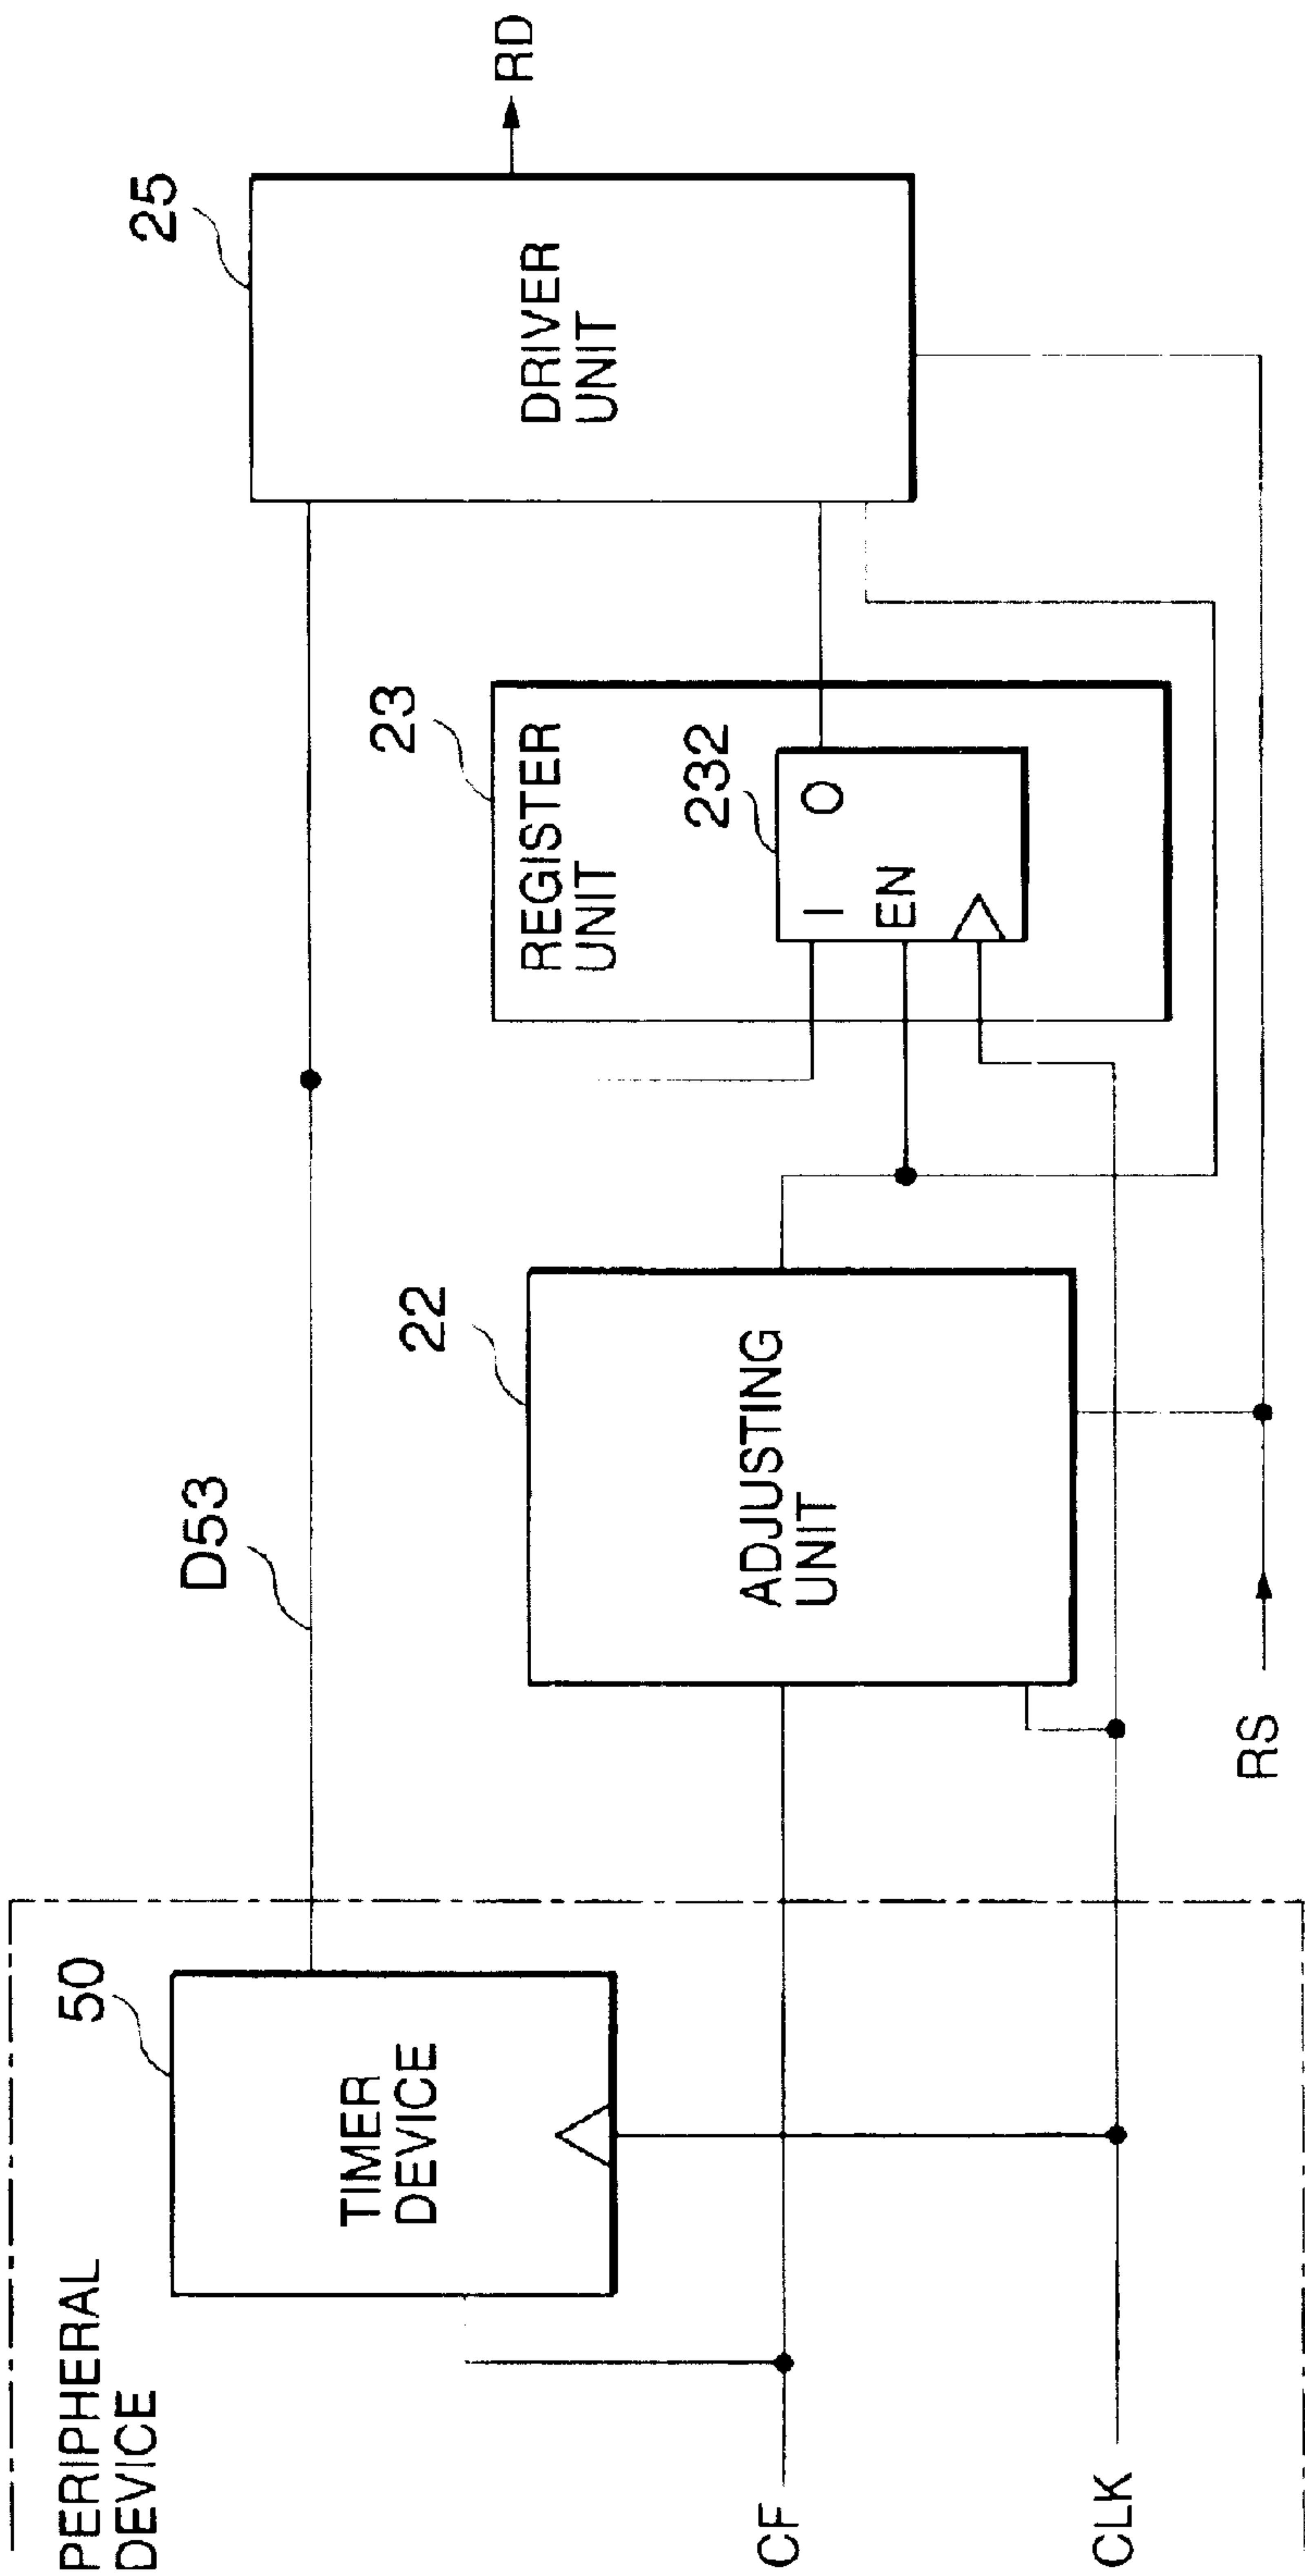 PERIPHERAL
DEVICE
50
TIMER
DEVICE
CF
CLK
D53
22
ADJUSTING
UNIT
RS
23
REGISTER
UNIT
232
I O
EN
25
DRIVER
UNIT
RD